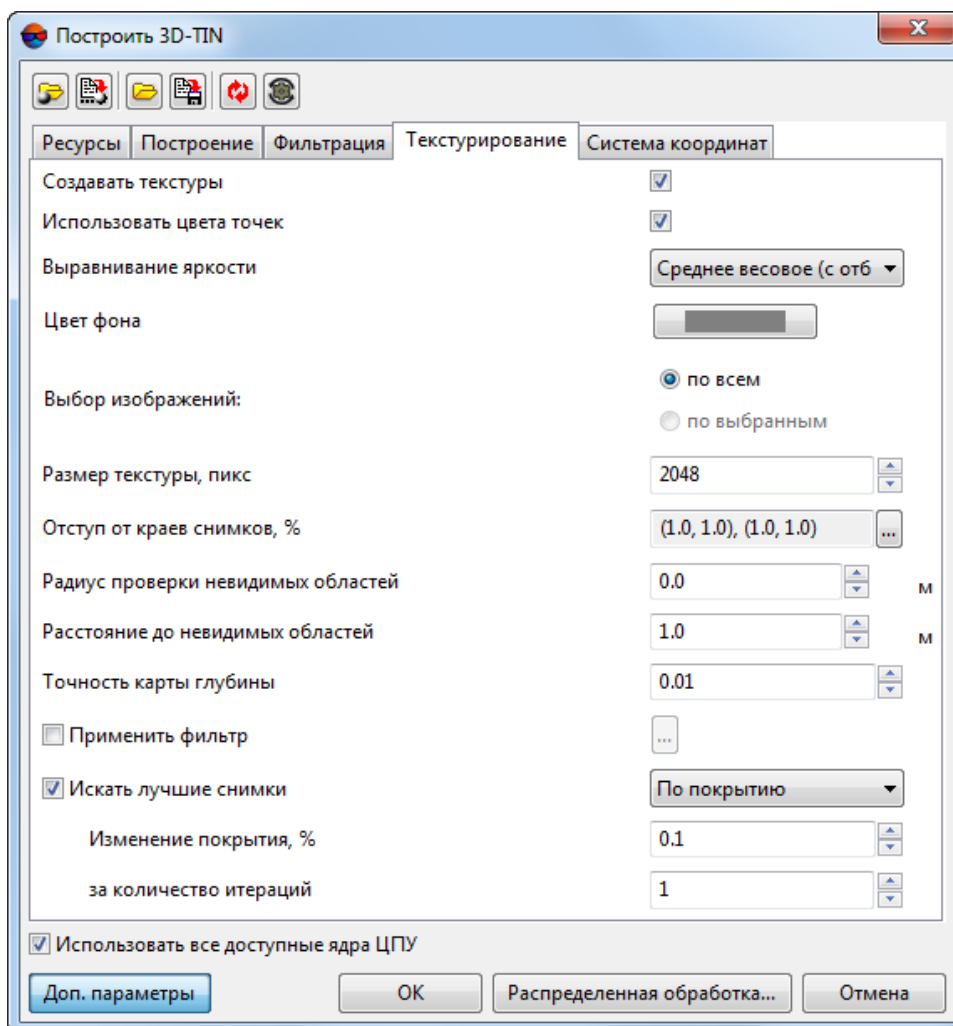 Построить 3D-TIN
Ресурсы Построение Фильтрация Текстурирование Система координат
Создавать текстуры
Использовать цвета точек
Выравнивание яркости Среднее весовое (с отб
Цвет фона
Выбор изображений:
по всем
по выбранным
Размер текстуры, пикс 2048
Отступ от краев снимков, % (1.0, 1.0), (1.0, 1.0) ...
Радиус проверки невидимых областей 0.0 м
Расстояние до невидимых областей 1.0 м
Точность карты глубины 0.01
Применить фильтр ...
Искать лучшие снимки По покрытию
Изменение покрытия, % 0.1
за количество итераций 1
Использовать все доступные ядра ЦПУ
Доп. параметры OK Распределенная обработка... Отмена